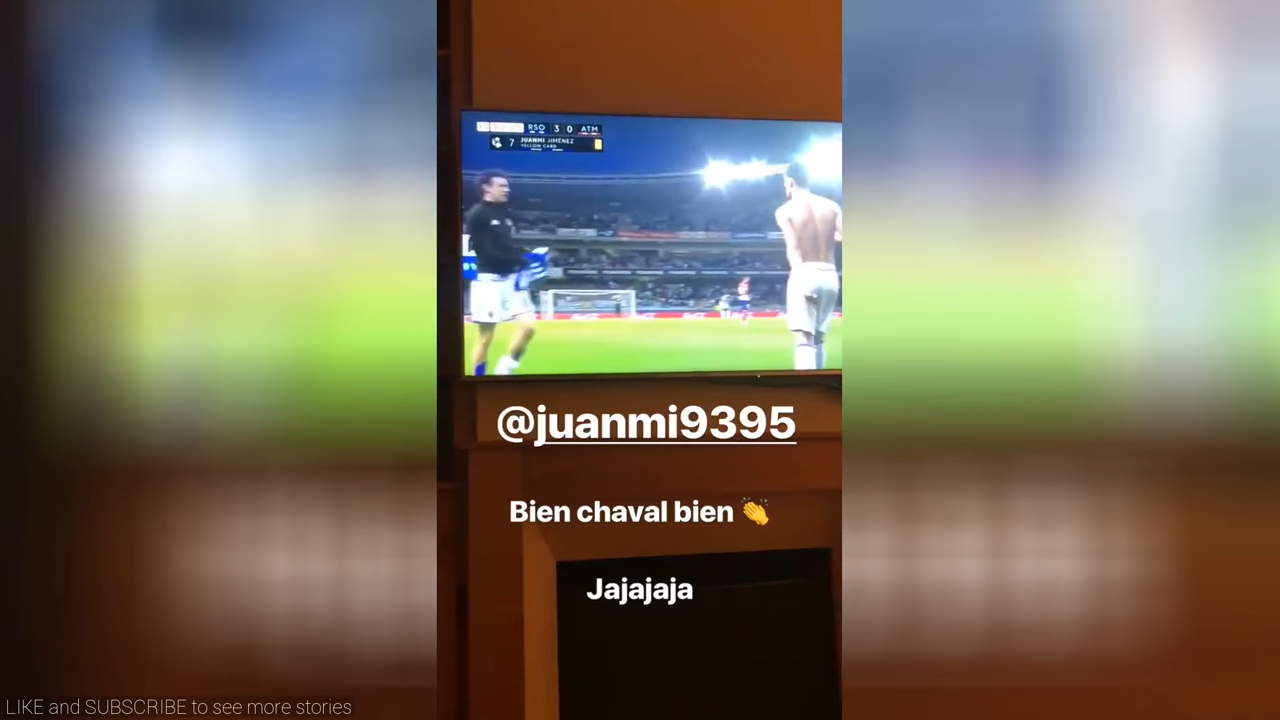 RSO 3 0 ATM
7 JUANMI JIMÉNEZ
YELLOW CARD
@juanmi9395
Bien chaval bien 👏
Jajajaja
LIKE and SUBSCRIBE to see more stories